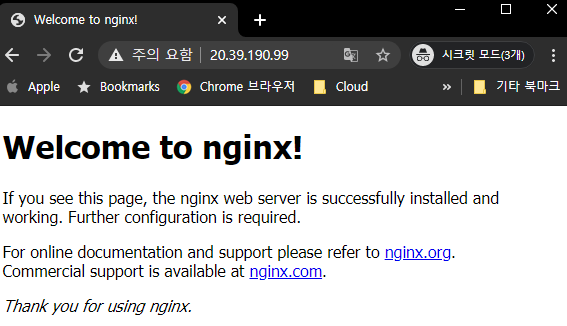 Welcome to nginx!
주의 요함 20.39.190.99 시크릿 모드(3개)
Apple Bookmarks Chrome 브라우저 Cloud » 기타 북마크
Welcome to nginx!
If you see this page, the nginx web server is successfully installed and
working. Further configuration is required.
For online documentation and support please refer to nginx.org.
Commercial support is available at nginx.com.
Thank you for using nginx.